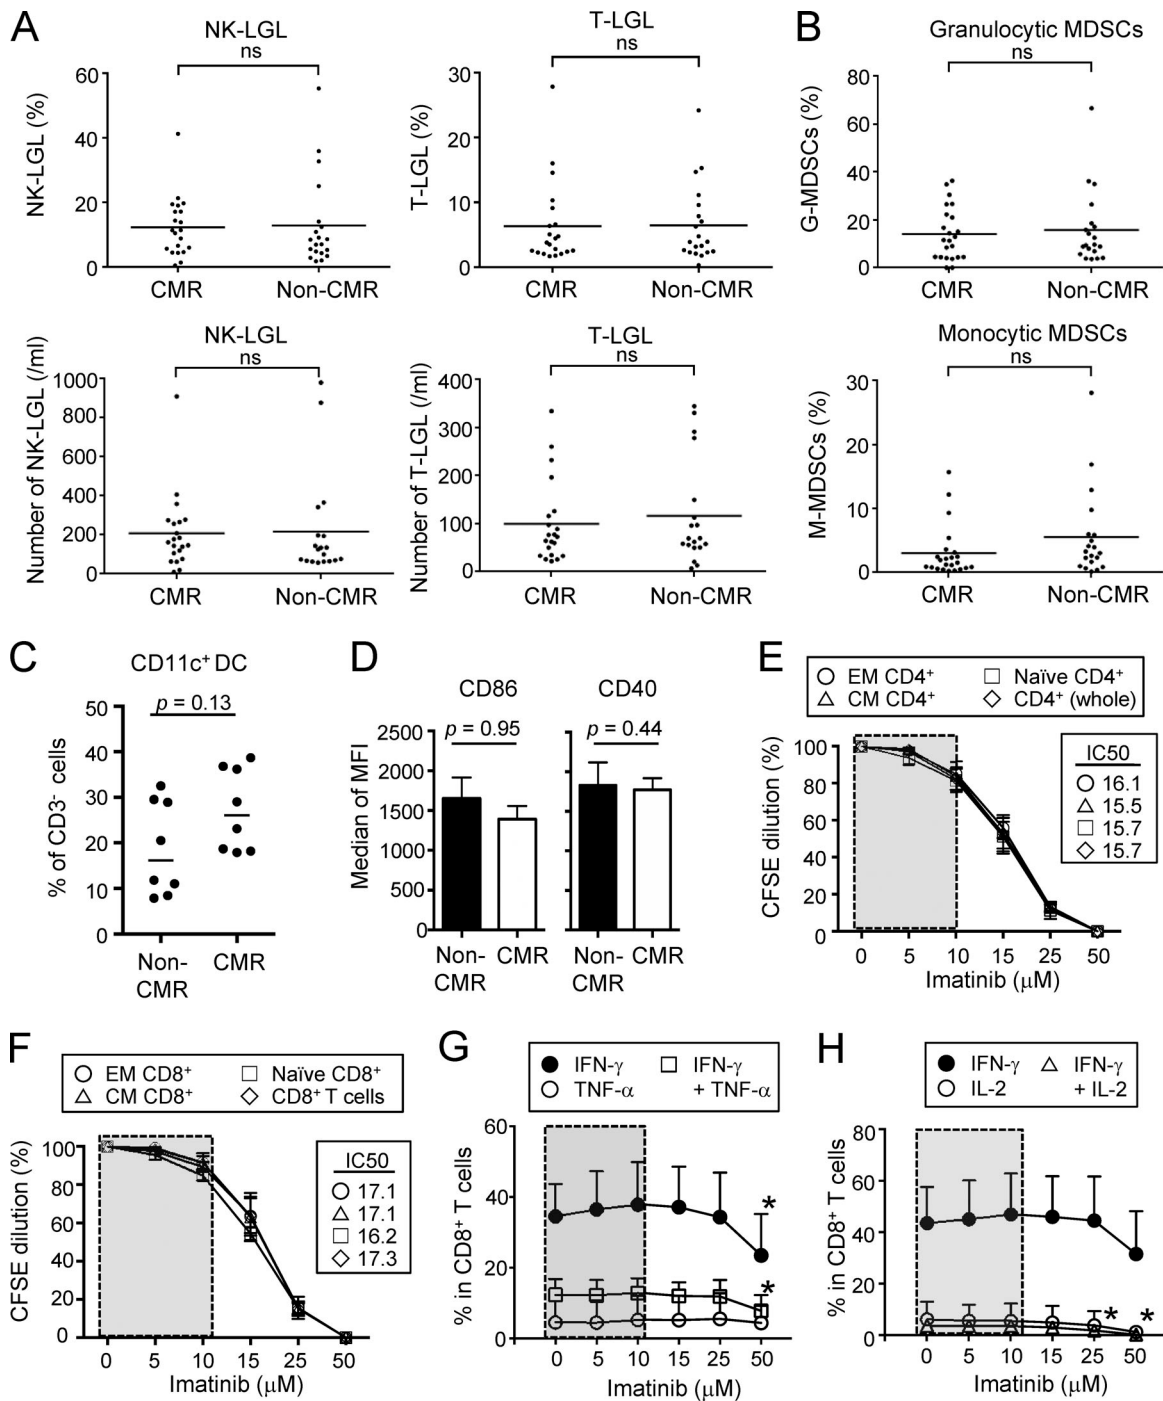 A
NK-LGL
ns
NK-LGL (%)
60
40
20
0
CMR
Non-CMR
T-LGL
ns
T-LGL (%)
30
20
10
0
CMR
Non-CMR
B
Granulocytic MDSCs
ns
G-MDSCs (%)
80
60
40
20
0
CMR
Non-CMR
NK-LGL
ns
Number of NK-LGL (/ml)
1000
800
600
400
200
0
CMR
Non-CMR
T-LGL
ns
Number of T-LGL (/ml)
400
300
200
100
0
CMR
Non-CMR
Monocytic MDSCs
ns
M-MDSCs (%)
30
20
10
0
CMR
Non-CMR
C
CD11c⁺ DC
p = 0.13
% of CD3⁻ cells
50
40
30
20
10
0
Non-
CMR
CMR
D
CD86
p = 0.95
Median of MFI
2500
2000
1500
1000
500
0
Non-
CMR
CMR
CD40
p = 0.44
Non-
CMR
CMR
E
EM CD4⁺
Naïve CD4⁺
CM CD4⁺
CD4⁺ (whole)
CFSE dilution (%)
100
80
60
40
20
0
IC50
16.1
15.5
15.7
15.7
0 5 10 15 25 50
Imatinib (μM)
F
EM CD8⁺
Naïve CD8⁺
CM CD8⁺
CD8⁺ T cells
CFSE dilution (%)
100
80
60
40
20
0
IC50
17.1
17.1
16.2
17.3
0 5 10 15 25 50
Imatinib (μM)
G
IFN-γ
TNF-α
IFN-γ
+ TNF-α
% in CD8⁺ T cells
60
40
20
0
*
*
0 5 10 15 25 50
Imatinib (μM)
H
IFN-γ
IL-2
IFN-γ
+ IL-2
% in CD8⁺ T cells
80
60
40
20
0
* *
0 5 10 15 25 50
Imatinib (μM)